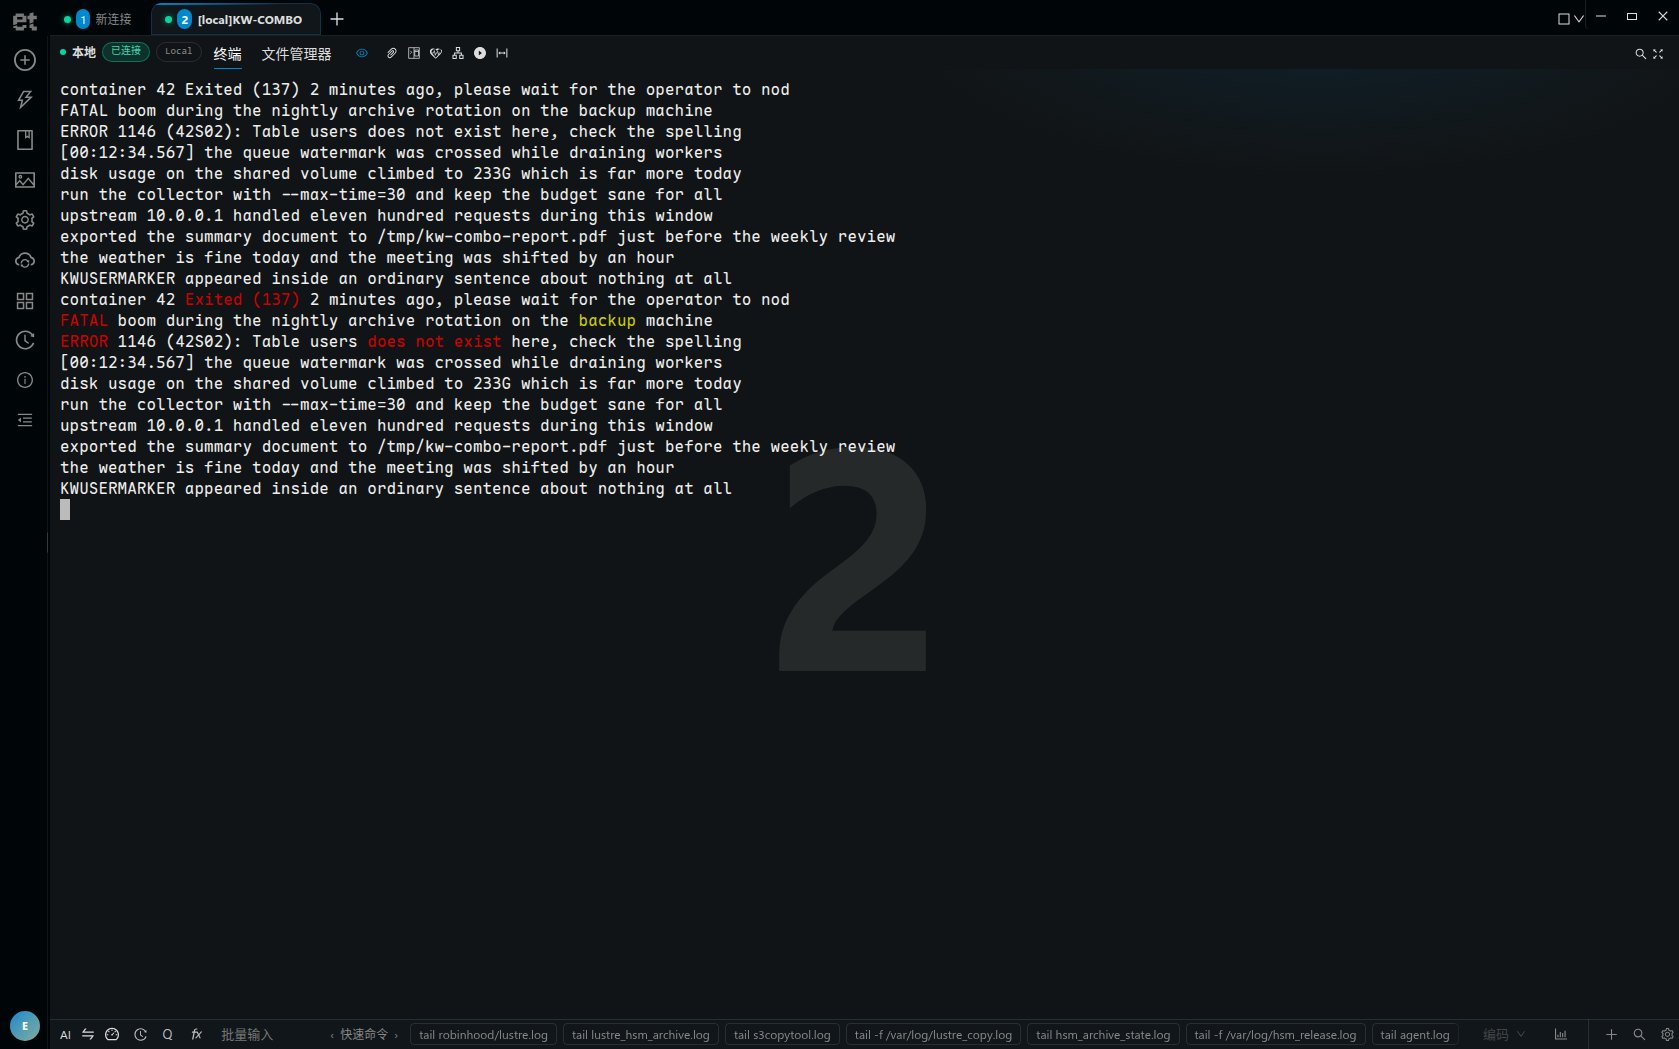 et
1 新连接
2 [local]KW-COMBO
本地 已连接 Local 终端 文件管理器
container 42 Exited (137) 2 minutes ago, please wait for the operator to nod
FATAL boom during the nightly archive rotation on the backup machine
ERROR 1146 (42S02): Table users does not exist here, check the spelling
[00:12:34.567] the queue watermark was crossed while draining workers
disk usage on the shared volume climbed to 233G which is far more today
run the collector with --max-time=30 and keep the budget sane for all
upstream 10.0.0.1 handled eleven hundred requests during this window
exported the summary document to /tmp/kw-combo-report.pdf just before the weekly review
the weather is fine today and the meeting was shifted by an hour
KWUSERMARKER appeared inside an ordinary sentence about nothing at all
container 42 Exited (137) 2 minutes ago, please wait for the operator to nod
FATAL boom during the nightly archive rotation on the backup machine
ERROR 1146 (42S02): Table users does not exist here, check the spelling
[00:12:34.567] the queue watermark was crossed while draining workers
disk usage on the shared volume climbed to 233G which is far more today
run the collector with --max-time=30 and keep the budget sane for all
upstream 10.0.0.1 handled eleven hundred requests during this window
exported the summary document to /tmp/kw-combo-report.pdf just before the weekly review
the weather is fine today and the meeting was shifted by an hour
KWUSERMARKER appeared inside an ordinary sentence about nothing at all
2
E
AI Q fx 批量输入 ‹ 快速命令 › tail robinhood/lustre.log tail lustre_hsm_archive.log tail s3copytool.log tail -f /var/log/lustre_copy.log tail hsm_archive_state.log tail -f /var/log/hsm_release.log tail agent.log 编码